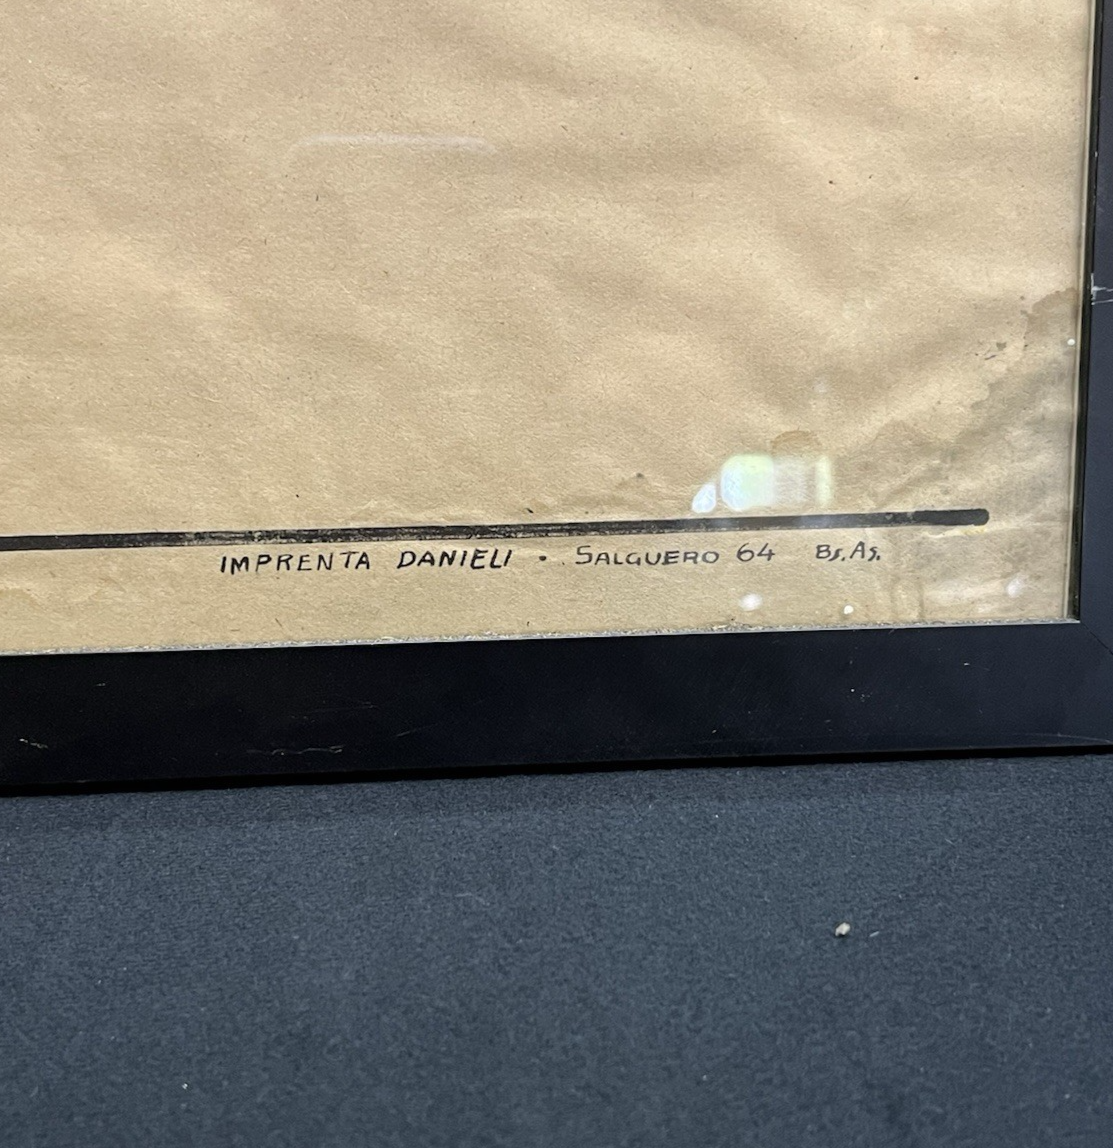 IMPRENTA DANIELI · SALGUERO 64 Bs.As.